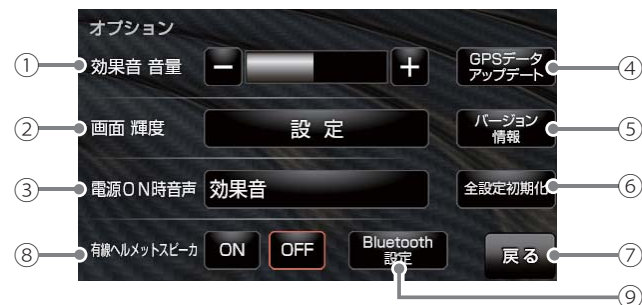 オプション
① 効果音 音量 － ＋ GPSデータ アップデート ④
② 画面 輝度 設 定 バージョン 情報 ⑤
③ 電源ＯＮ時音声 効果音 全設定初期化 ⑥
⑧ 有線ヘルメットスピーカ ON OFF Bluetooth 設定 戻る ⑦
⑨